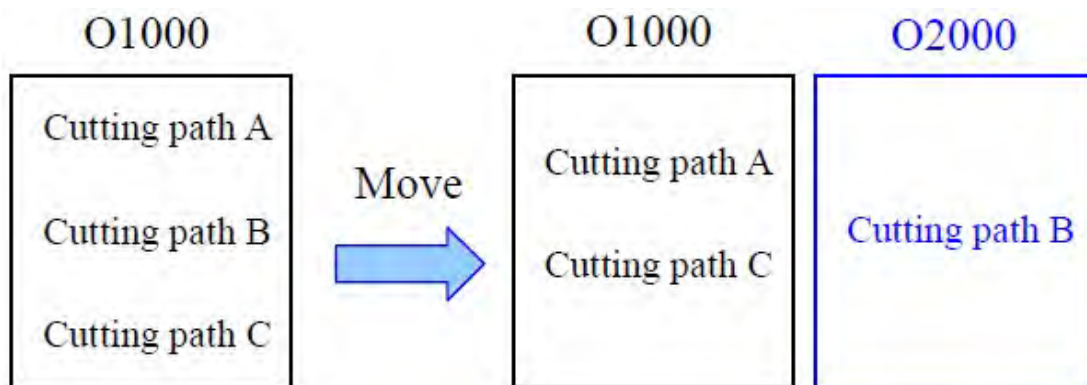 O1000
Cutting path A
Cutting path B
Cutting path C
Move
O1000
Cutting path A
Cutting path C
O2000
Cutting path B